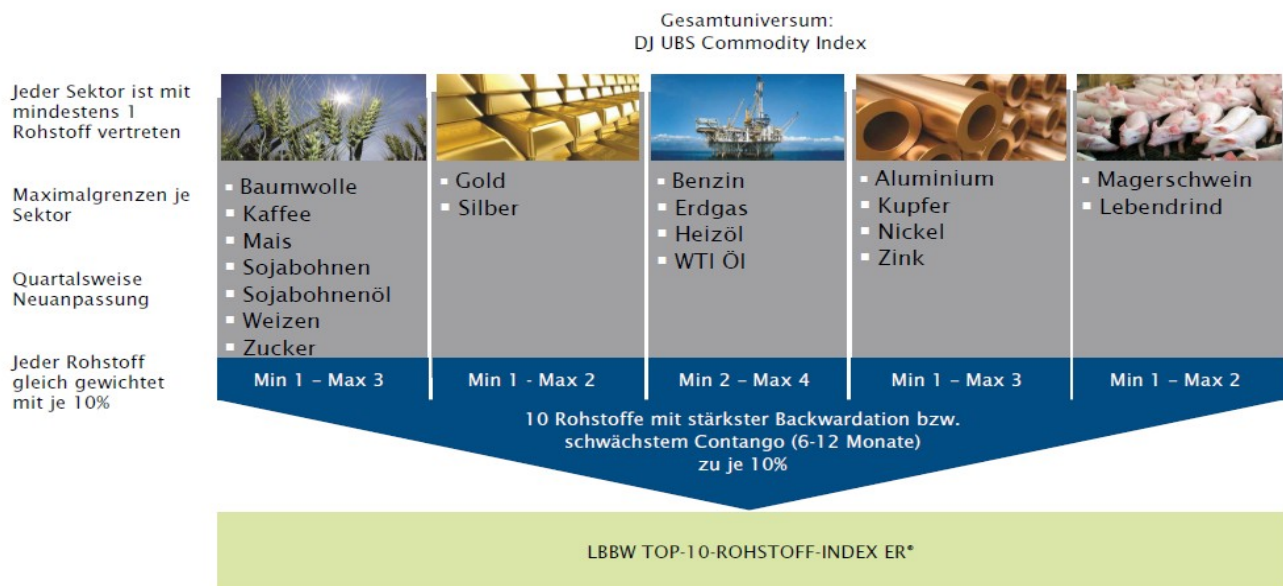 Gesamtuniversum:
DJ UBS Commodity Index
Jeder Sektor ist mit
mindestens 1
Rohstoff vertreten
Maximalgrenzen je
Sektor
Quartalsweise
Neuanpassung
Jeder Rohstoff
gleich gewichtet
mit je 10%
▪ Baumwolle
▪ Kaffee
▪ Mais
▪ Sojabohnen
▪ Sojabohnenöl
▪ Weizen
▪ Zucker
Min 1 – Max 3
▪ Gold
▪ Silber
Min 1 - Max 2
▪ Benzin
▪ Erdgas
▪ Heizöl
▪ WTI Öl
Min 2 – Max 4
▪ Aluminium
▪ Kupfer
▪ Nickel
▪ Zink
Min 1 – Max 3
▪ Magerschwein
▪ Lebendrind
Min 1 – Max 2
10 Rohstoffe mit stärkster Backwardation bzw.
schwächstem Contango (6-12 Monate)
zu je 10%
LBBW TOP-10-ROHSTOFF-INDEX ER®